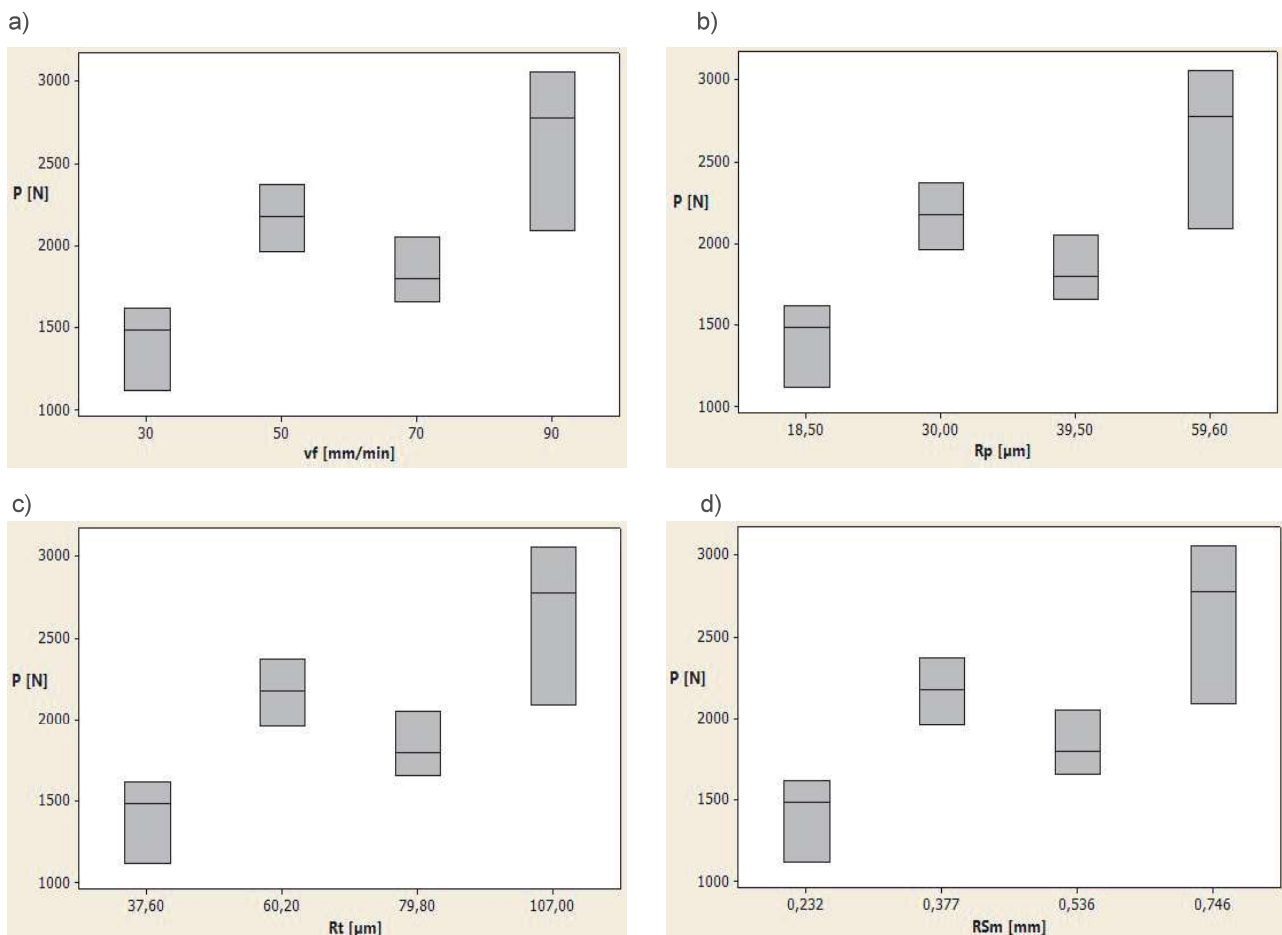 a)
3000
2500
P [N]
2000
1500
1000
30 50 70 90
vf [mm/min]
b)
3000
2500
P [N]
2000
1500
1000
18,50 30,00 39,50 59,60
Rp [µm]
c)
3000
2500
P [N]
2000
1500
1000
37,60 60,20 79,80 107,00
Rt [µm]
d)
3000
2500
P [N]
2000
1500
1000
0,232 0,377 0,536 0,746
RSm [mm]